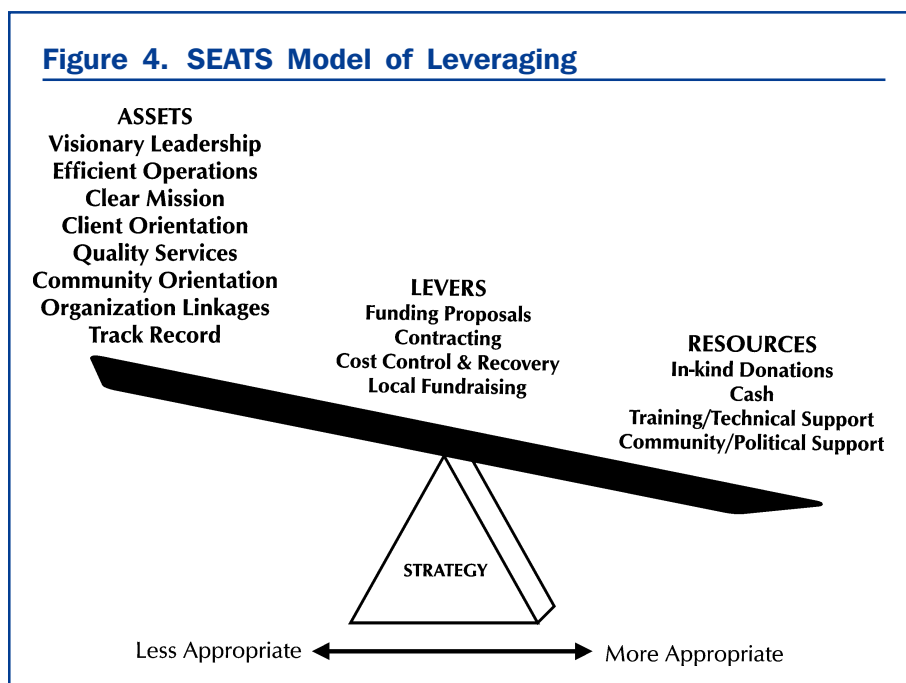 Figure 4. SEATS Model of Leveraging
ASSETS
Visionary Leadership
Efficient Operations
Clear Mission
Client Orientation
Quality Services
Community Orientation
Organization Linkages
Track Record
LEVERS
Funding Proposals
Contracting
Cost Control & Recovery
Local Fundraising
RESOURCES
In-kind Donations
Cash
Training/Technical Support
Community/Political Support
STRATEGY
Less Appropriate
More Appropriate